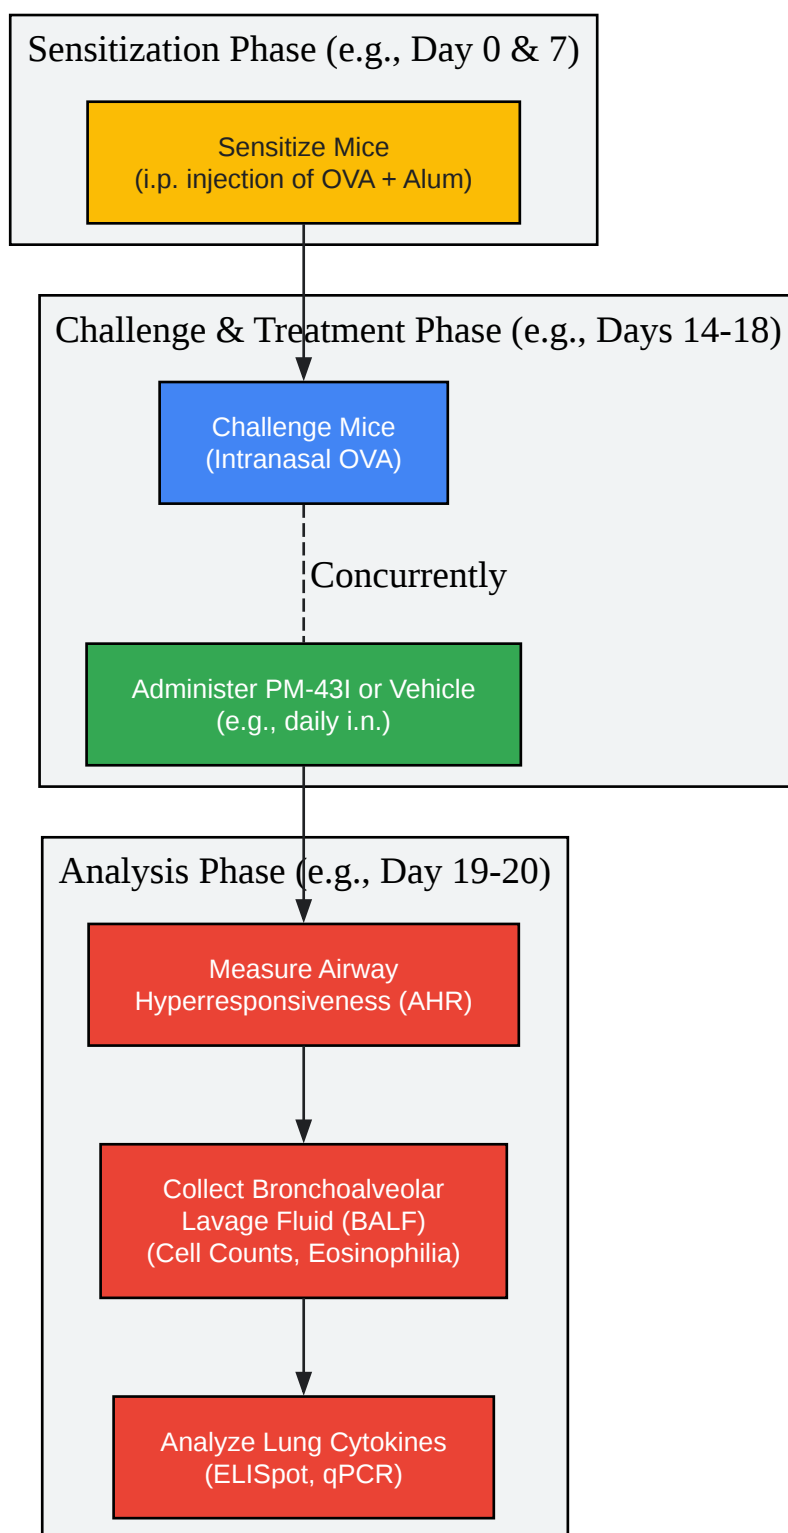 Sensitization Phase (e.g., Day 0 & 7)
Sensitize Mice
(i.p. injection of OVA + Alum)
Challenge & Treatment Phase (e.g., Days 14-18)
Challenge Mice
(Intranasal OVA)
Concurrently
Administer PM-43I or Vehicle
(e.g., daily i.n.)
Analysis Phase (e.g., Day 19-20)
Measure Airway
Hyperresponsiveness (AHR)
Collect Bronchoalveolar
Lavage Fluid (BALF)
(Cell Counts, Eosinophilia)
Analyze Lung Cytokines
(ELISpot, qPCR)